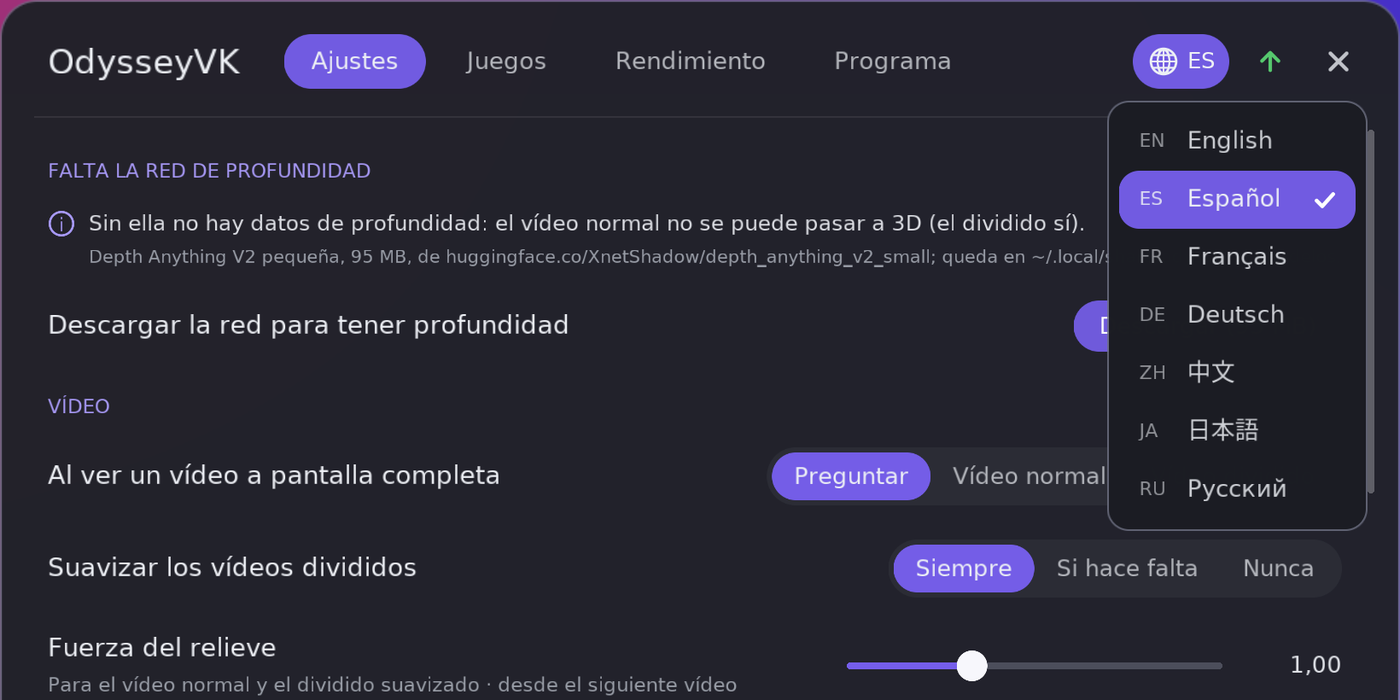 OdysseyVK Ajustes Juegos Rendimiento Programa ES
EN English
ES Español
FR Français
DE Deutsch
ZH 中文
JA 日本語
RU Русский
FALTA LA RED DE PROFUNDIDAD
Sin ella no hay datos de profundidad: el vídeo normal no se puede pasar a 3D (el dividido sí).
Depth Anything V2 pequeña, 95 MB, de huggingface.co/XnetShadow/depth_anything_v2_small; queda en ~/.local/
Descargar la red para tener profundidad
VÍDEO
Al ver un vídeo a pantalla completa Preguntar Vídeo normal
Suavizar los vídeos divididos Siempre Si hace falta Nunca
Fuerza del relieve 1,00
Para el vídeo normal y el dividido suavizado · desde el siguiente vídeo